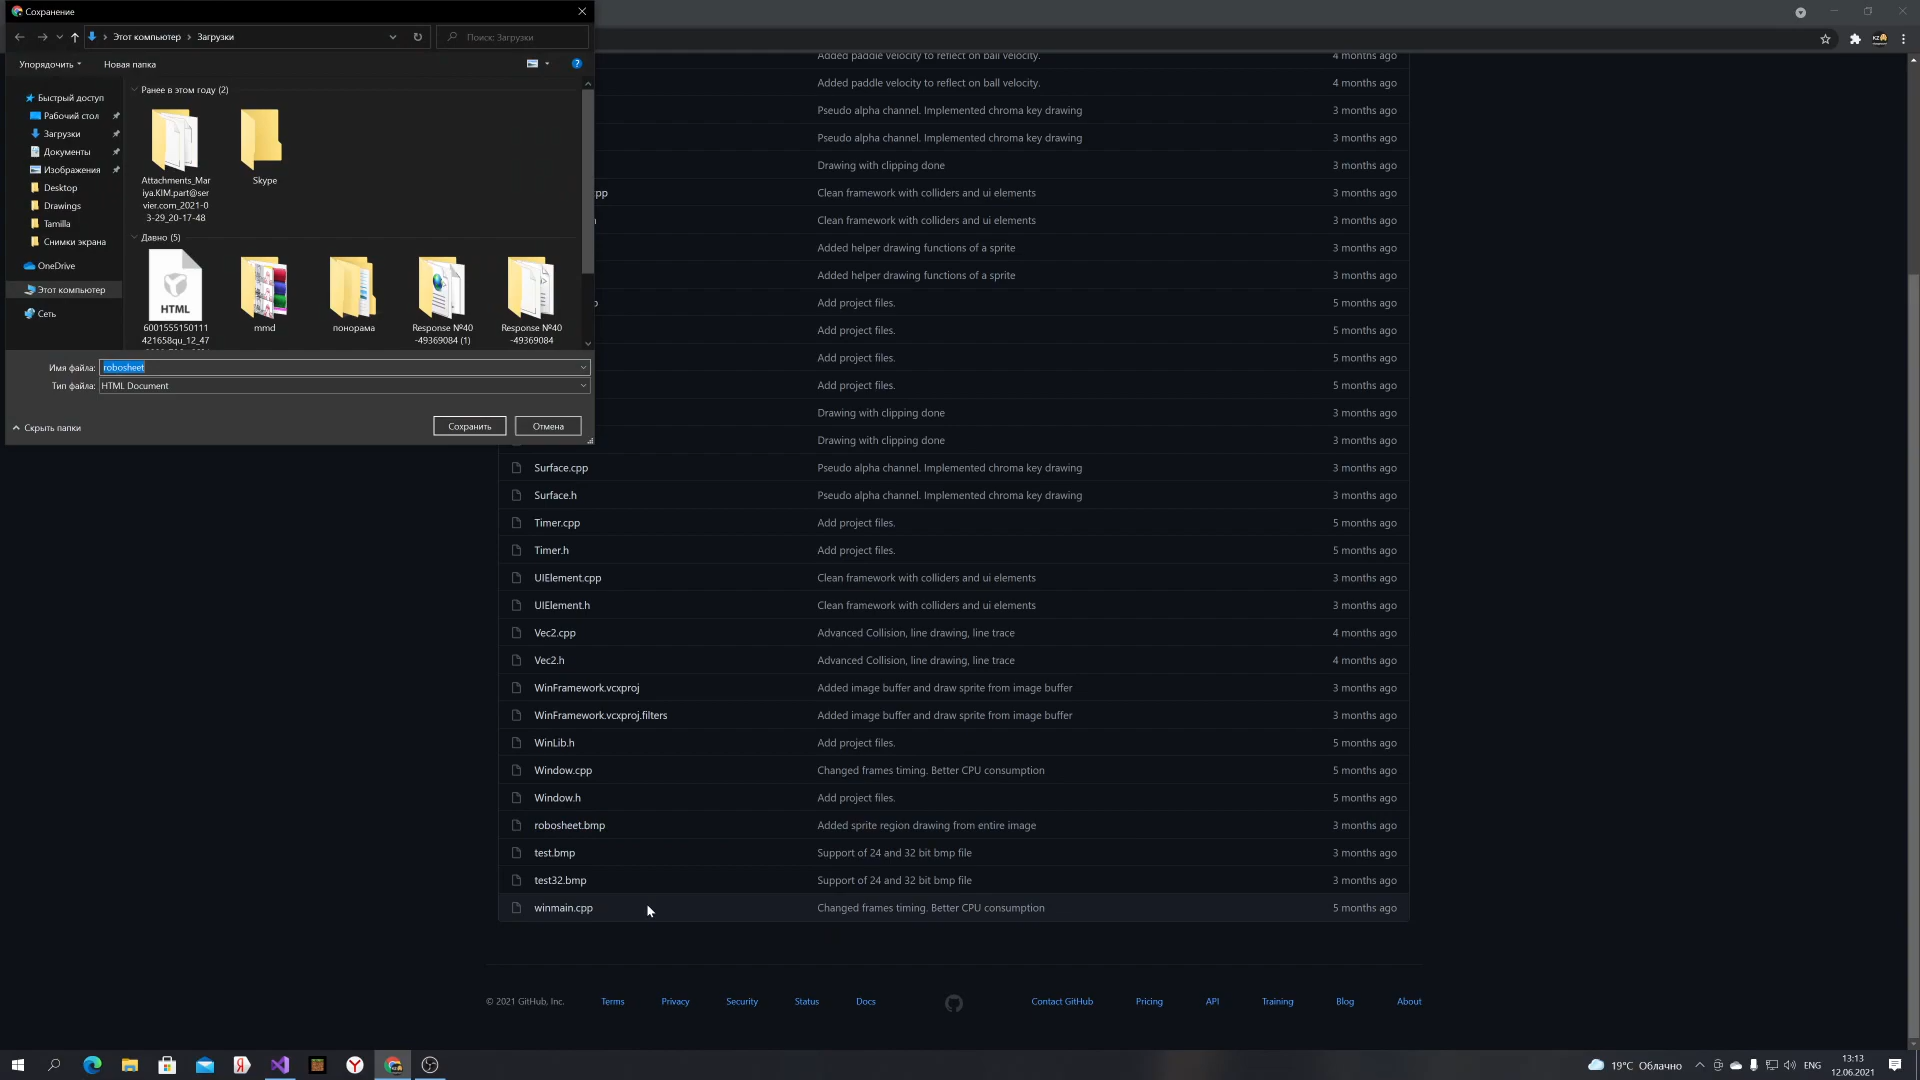 Сохранение
Этот компьютер
Загрузки
Поиск: Загрузки
Упорядочить
Новая папка
Быстрый доступ
Рабочий стол
Загрузки
Документы
Изображения
Desktop
Drawings
Tamilla
Снимки экрана
OneDrive
Этот компьютер
Сеть
Ранее в этом году (2)
Attachments_Mar
iya.KIM.part@ser
vier.com_2021-0
3-29_20-17-48
Skype
Давно (5)
HTML
6001555150111
421658qu_12_47
mmd
понорама
Response №40
-49369084 (1)
Response №40
-49369084
Имя файла:
robosheet
Тип файла:
HTML Document
Скрыть папки
Сохранить
Отмена
Added paddle velocity to reflect on ball velocity.
4 months ago
Added paddle velocity to reflect on ball velocity.
4 months ago
Pseudo alpha channel. Implemented chroma key drawing
3 months ago
Pseudo alpha channel. Implemented chroma key drawing
3 months ago
Drawing with clipping done
3 months ago
pp
Clean framework with colliders and ui elements
3 months ago
Clean framework with colliders and ui elements
3 months ago
Added helper drawing functions of a sprite
3 months ago
Added helper drawing functions of a sprite
3 months ago
Add project files.
5 months ago
Add project files.
5 months ago
Add project files.
5 months ago
Add project files.
5 months ago
Drawing with clipping done
3 months ago
Drawing with clipping done
3 months ago
Surface.cpp
Pseudo alpha channel. Implemented chroma key drawing
3 months ago
Surface.h
Pseudo alpha channel. Implemented chroma key drawing
3 months ago
Timer.cpp
Add project files.
5 months ago
Timer.h
Add project files.
5 months ago
UIElement.cpp
Clean framework with colliders and ui elements
3 months ago
UIElement.h
Clean framework with colliders and ui elements
3 months ago
Vec2.cpp
Advanced Collision, line drawing, line trace
4 months ago
Vec2.h
Advanced Collision, line drawing, line trace
4 months ago
WinFramework.vcxproj
Added image buffer and draw sprite from image buffer
3 months ago
WinFramework.vcxproj.filters
Added image buffer and draw sprite from image buffer
3 months ago
WinLib.h
Add project files.
5 months ago
Window.cpp
Changed frames timing. Better CPU consumption
5 months ago
Window.h
Add project files.
5 months ago
robosheet.bmp
Added sprite region drawing from entire image
3 months ago
test.bmp
Support of 24 and 32 bit bmp file
3 months ago
test32.bmp
Support of 24 and 32 bit bmp file
3 months ago
winmain.cpp
Changed frames timing. Better CPU consumption
5 months ago
© 2021 GitHub, Inc.
Terms
Privacy
Security
Status
Docs
Contact GitHub
Pricing
API
Training
Blog
About
19°C Облачно
ENG
13:13
12.06.2021